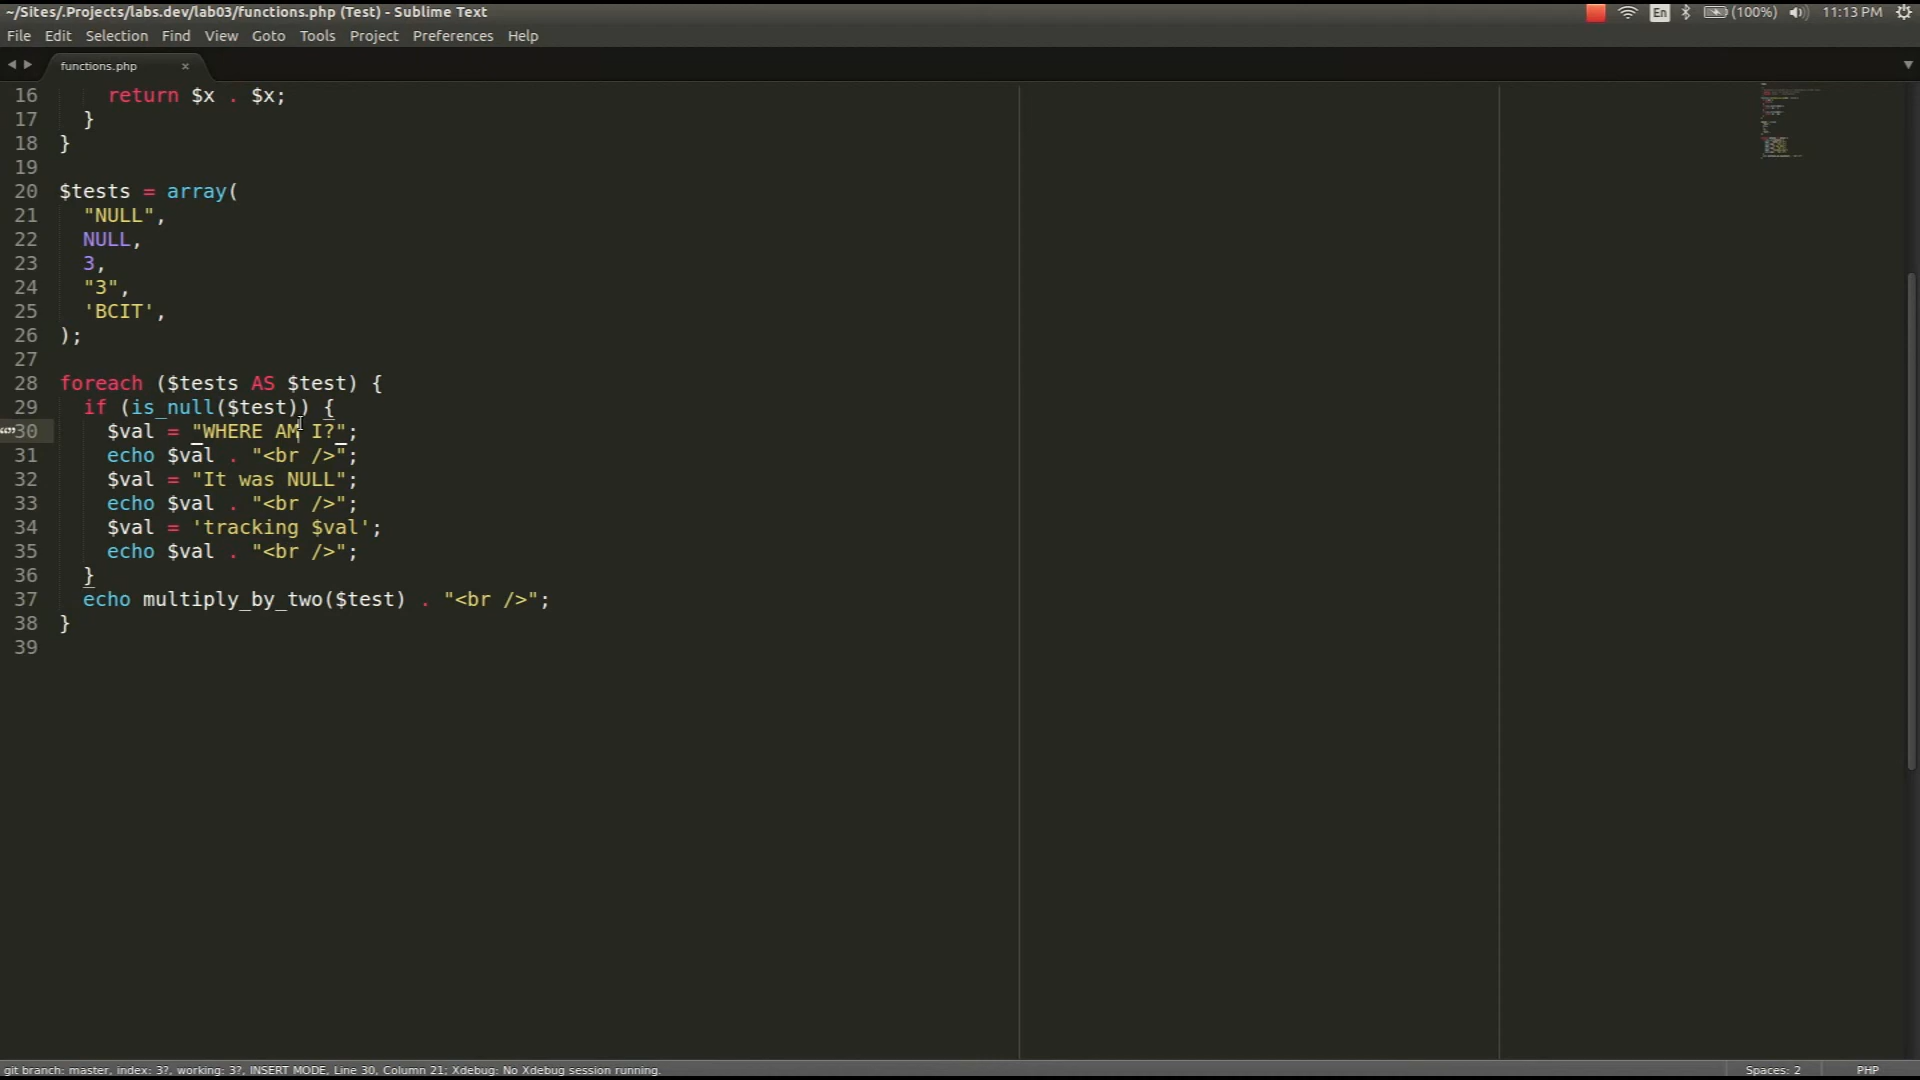 ~/Sites/.Projects/labs.dev/lab03/functions.php (Test) - Sublime Text
En (100%) 11:13 PM
File Edit Selection Find View Goto Tools Project Preferences Help
functions.php ×
16 return $x . $x;
17 }
18 }
19
20 $tests = array(
21 "NULL",
22 NULL,
23 3,
24 "3",
25 'BCIT',
26 );
27
28 foreach ($tests AS $test) {
29 if (is_null($test)) {
30 $val = "WHERE AM I?";
31 echo $val . "<br />";
32 $val = "It was NULL";
33 echo $val . "<br />";
34 $val = 'tracking $val';
35 echo $val . "<br />";
36 }
37 echo multiply_by_two($test) . "<br />";
38 }
39
git branch: master, index: 3?, working: 3?, INSERT MODE, Line 30, Column 21; Xdebug: No Xdebug session running.
Spaces: 2 PHP